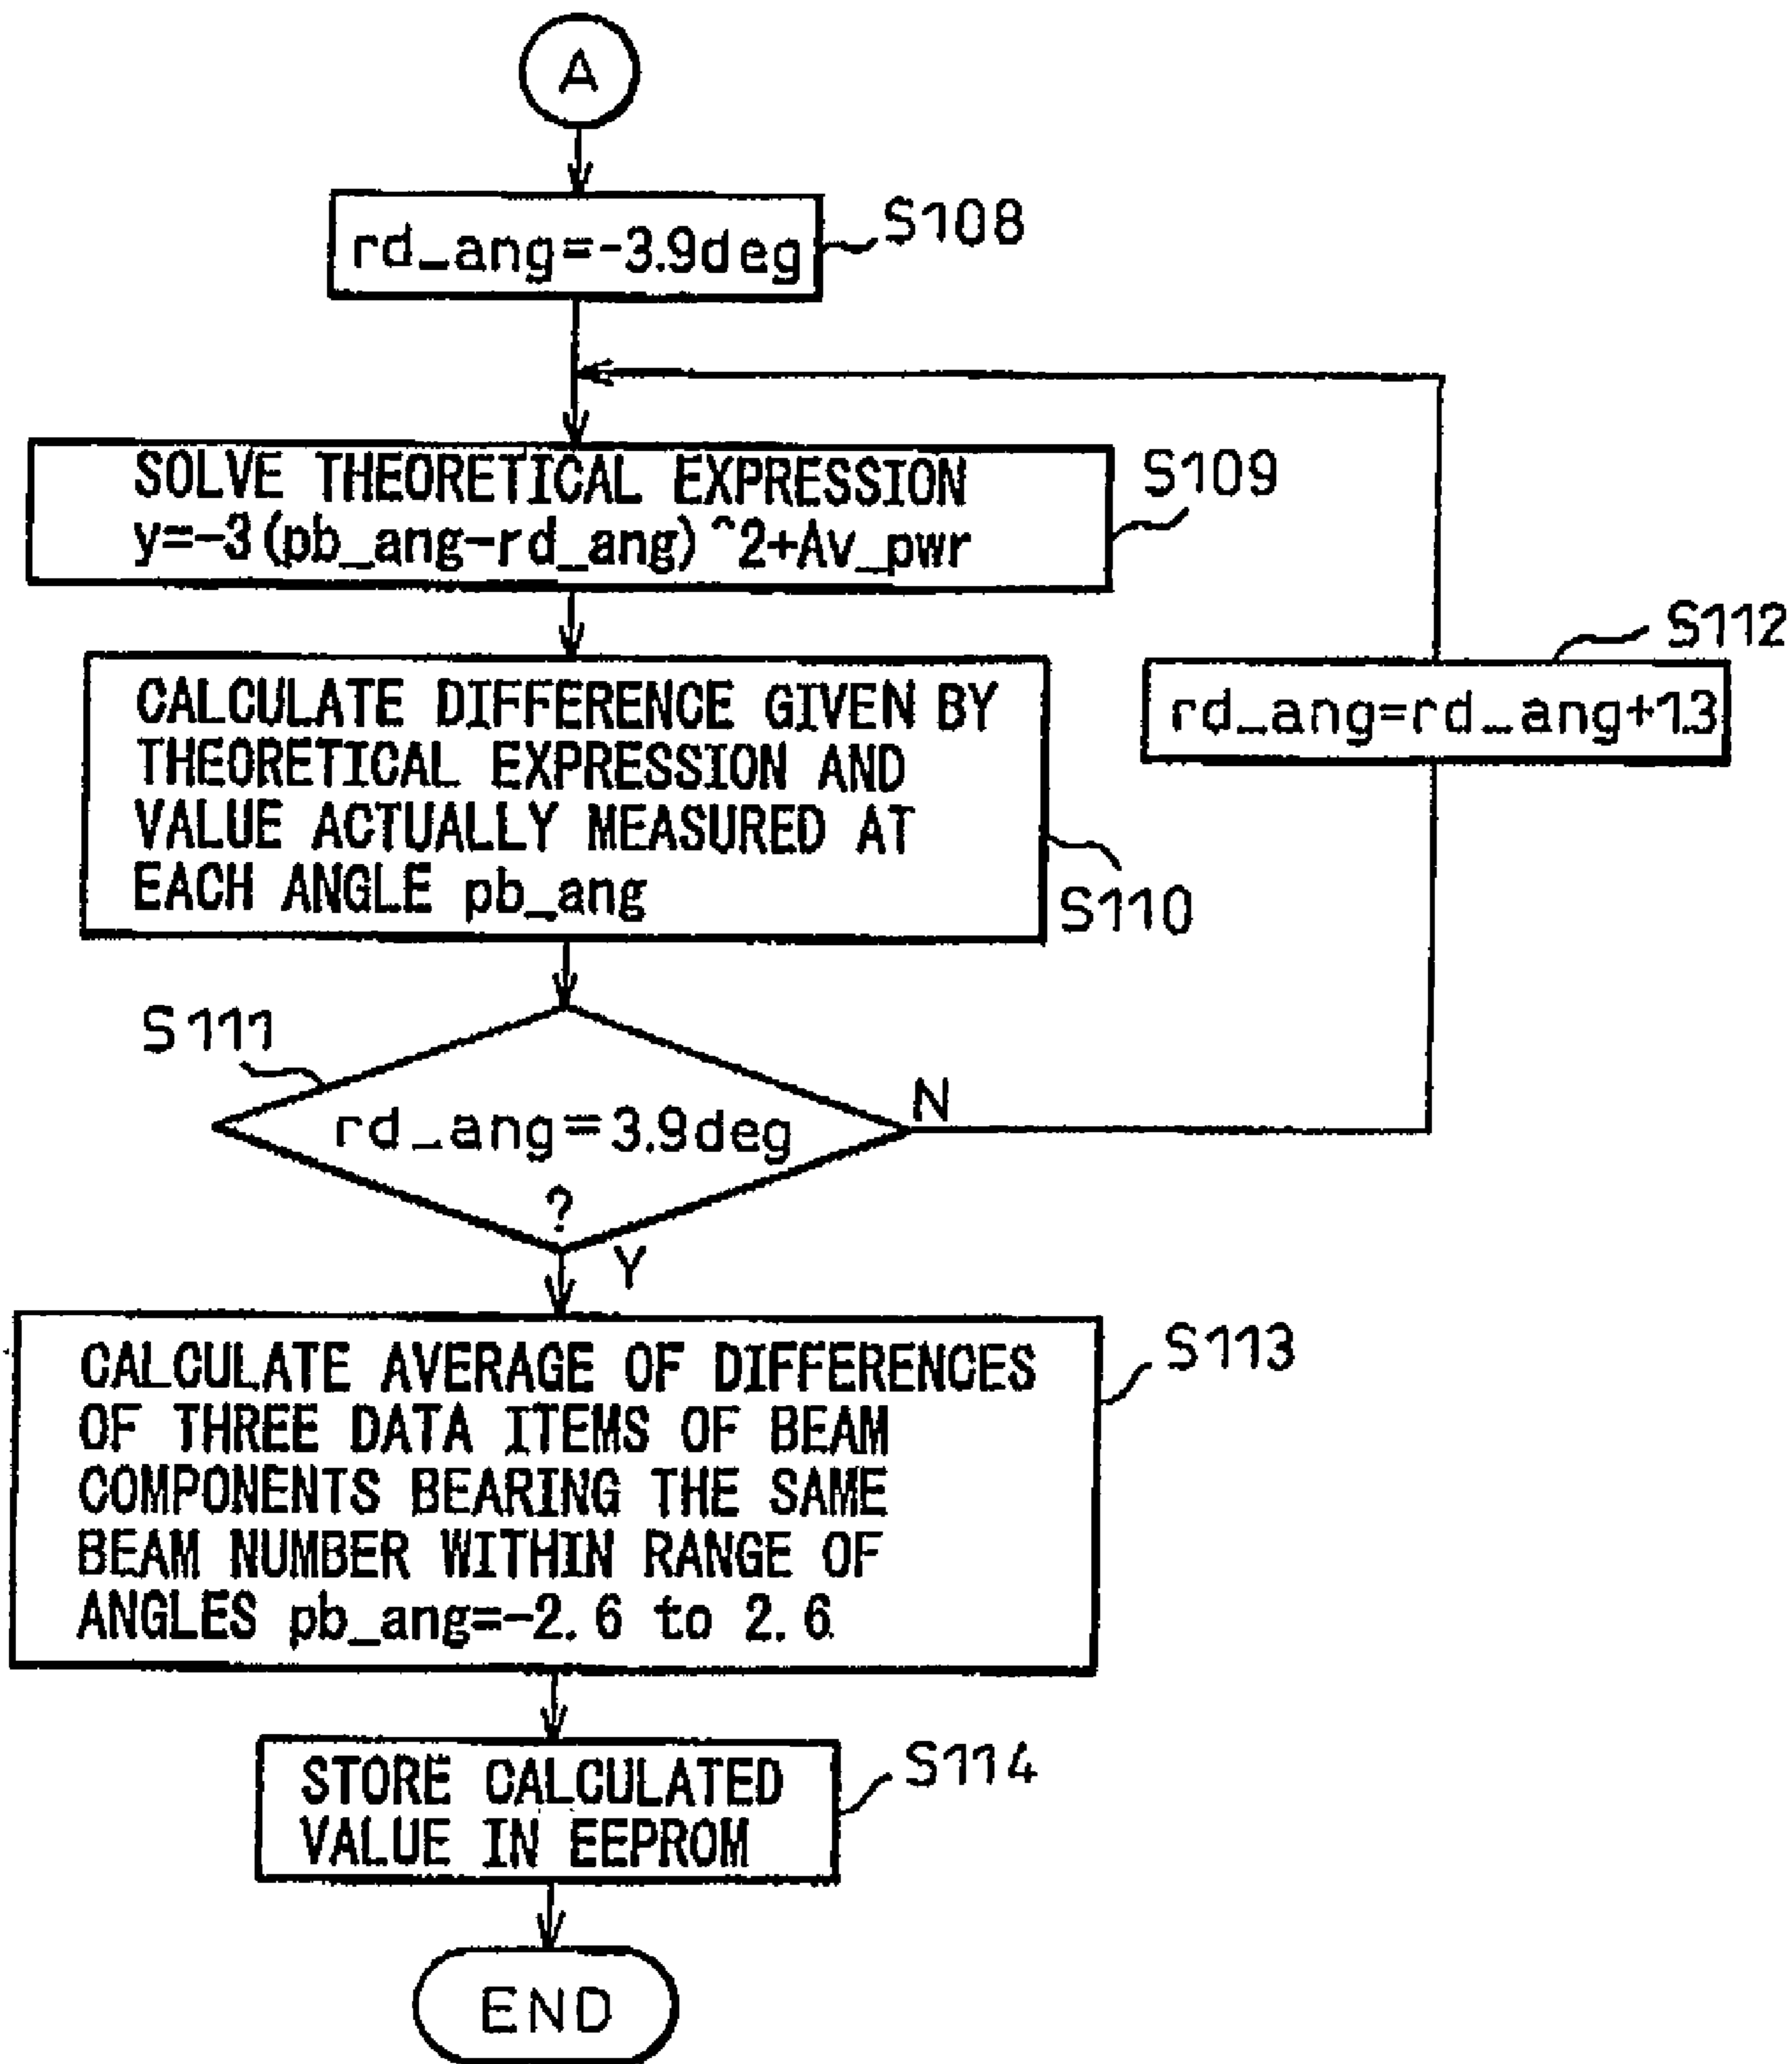 A
rd_ang=-3.9deg
S108
SOLVE THEORETICAL EXPRESSION
y=-3(pb_ang-rd_ang)^2+Av_pwr
S109
CALCULATE DIFFERENCE GIVEN BY
THEORETICAL EXPRESSION AND
VALUE ACTUALLY MEASURED AT
EACH ANGLE pb_ang
S110
S112
rd_ang=rd_ang+1.3
S111
rd_ang=3.9deg
?
N
Y
CALCULATE AVERAGE OF DIFFERENCES
OF THREE DATA ITEMS OF BEAM
COMPONENTS BEARING THE SAME
BEAM NUMBER WITHIN RANGE OF
ANGLES pb_ang=-2.6 to 2.6
S113
STORE CALCULATED
VALUE IN EEPROM
S114
END